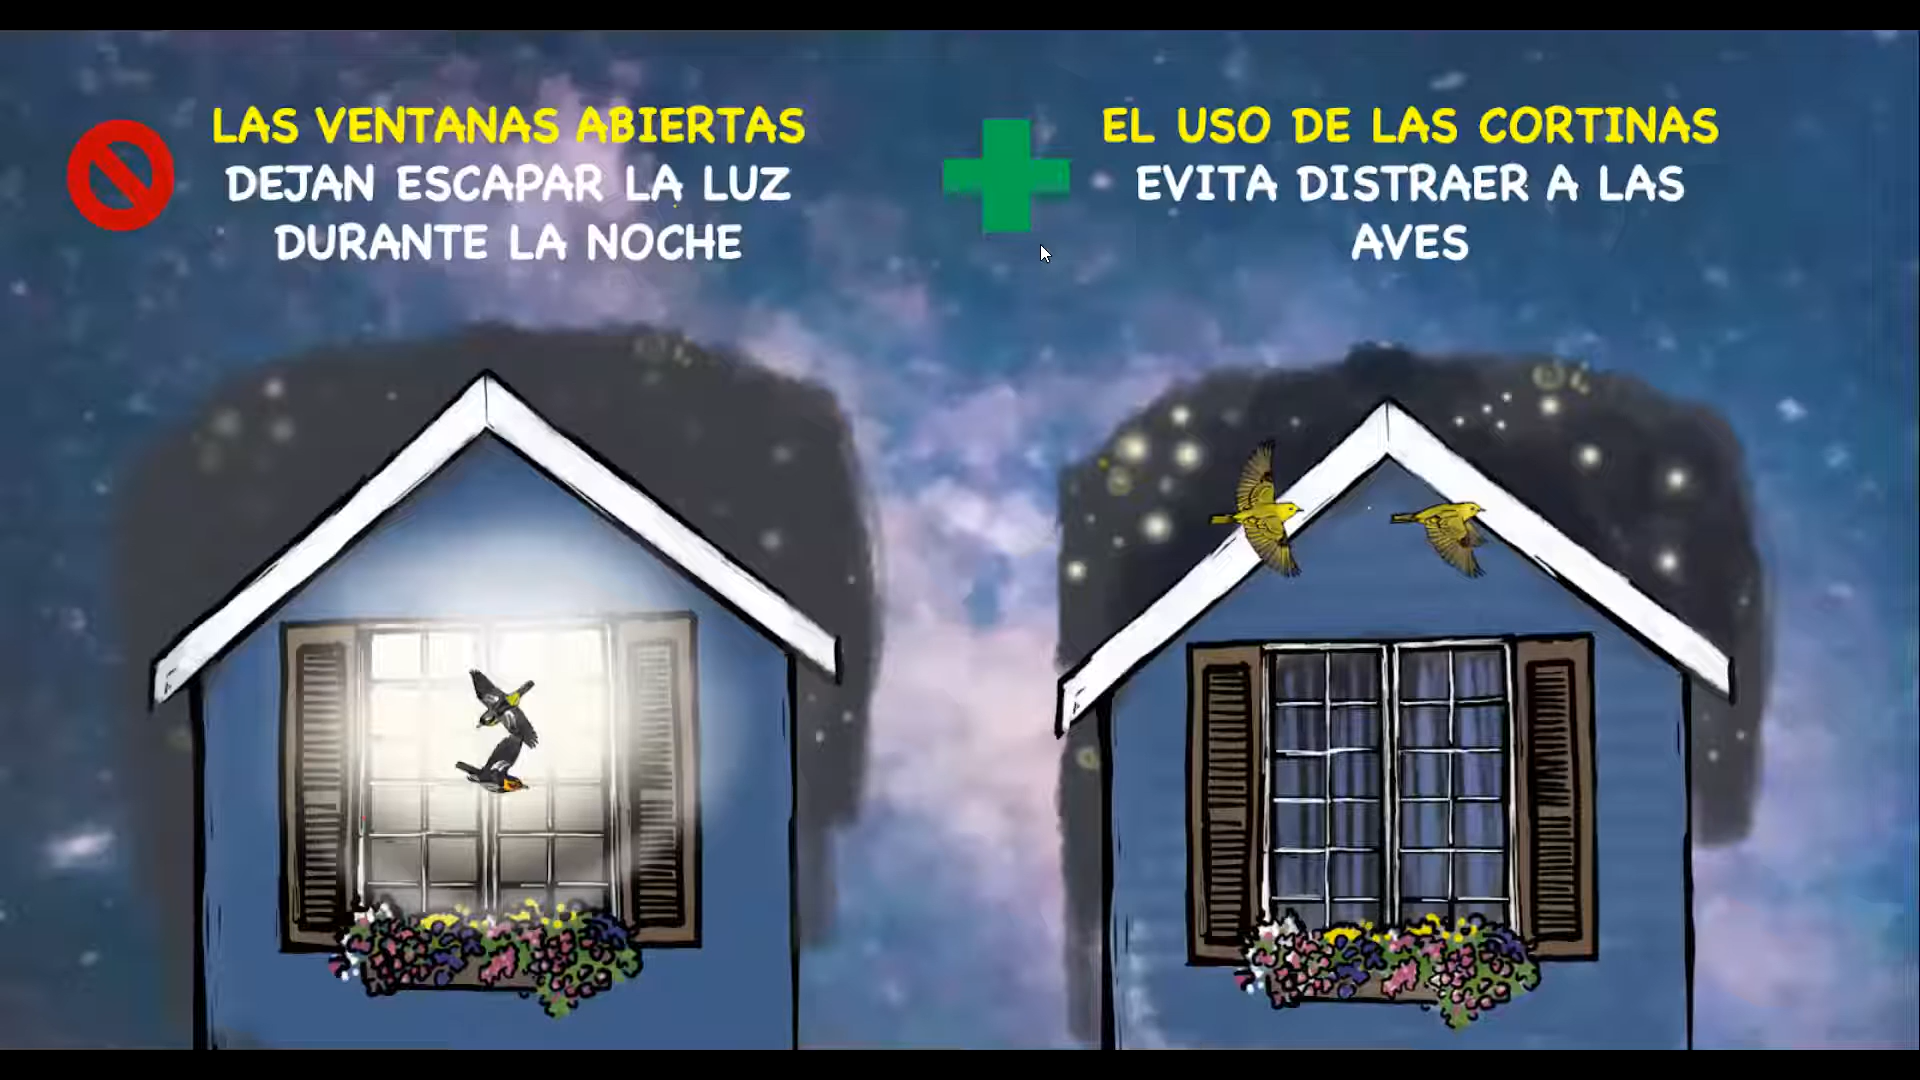 LAS VENTANAS ABIERTAS
DEJAN ESCAPAR LA LUZ
DURANTE LA NOCHE
EL USO DE LAS CORTINAS
EVITA DISTRAER A LAS
AVES